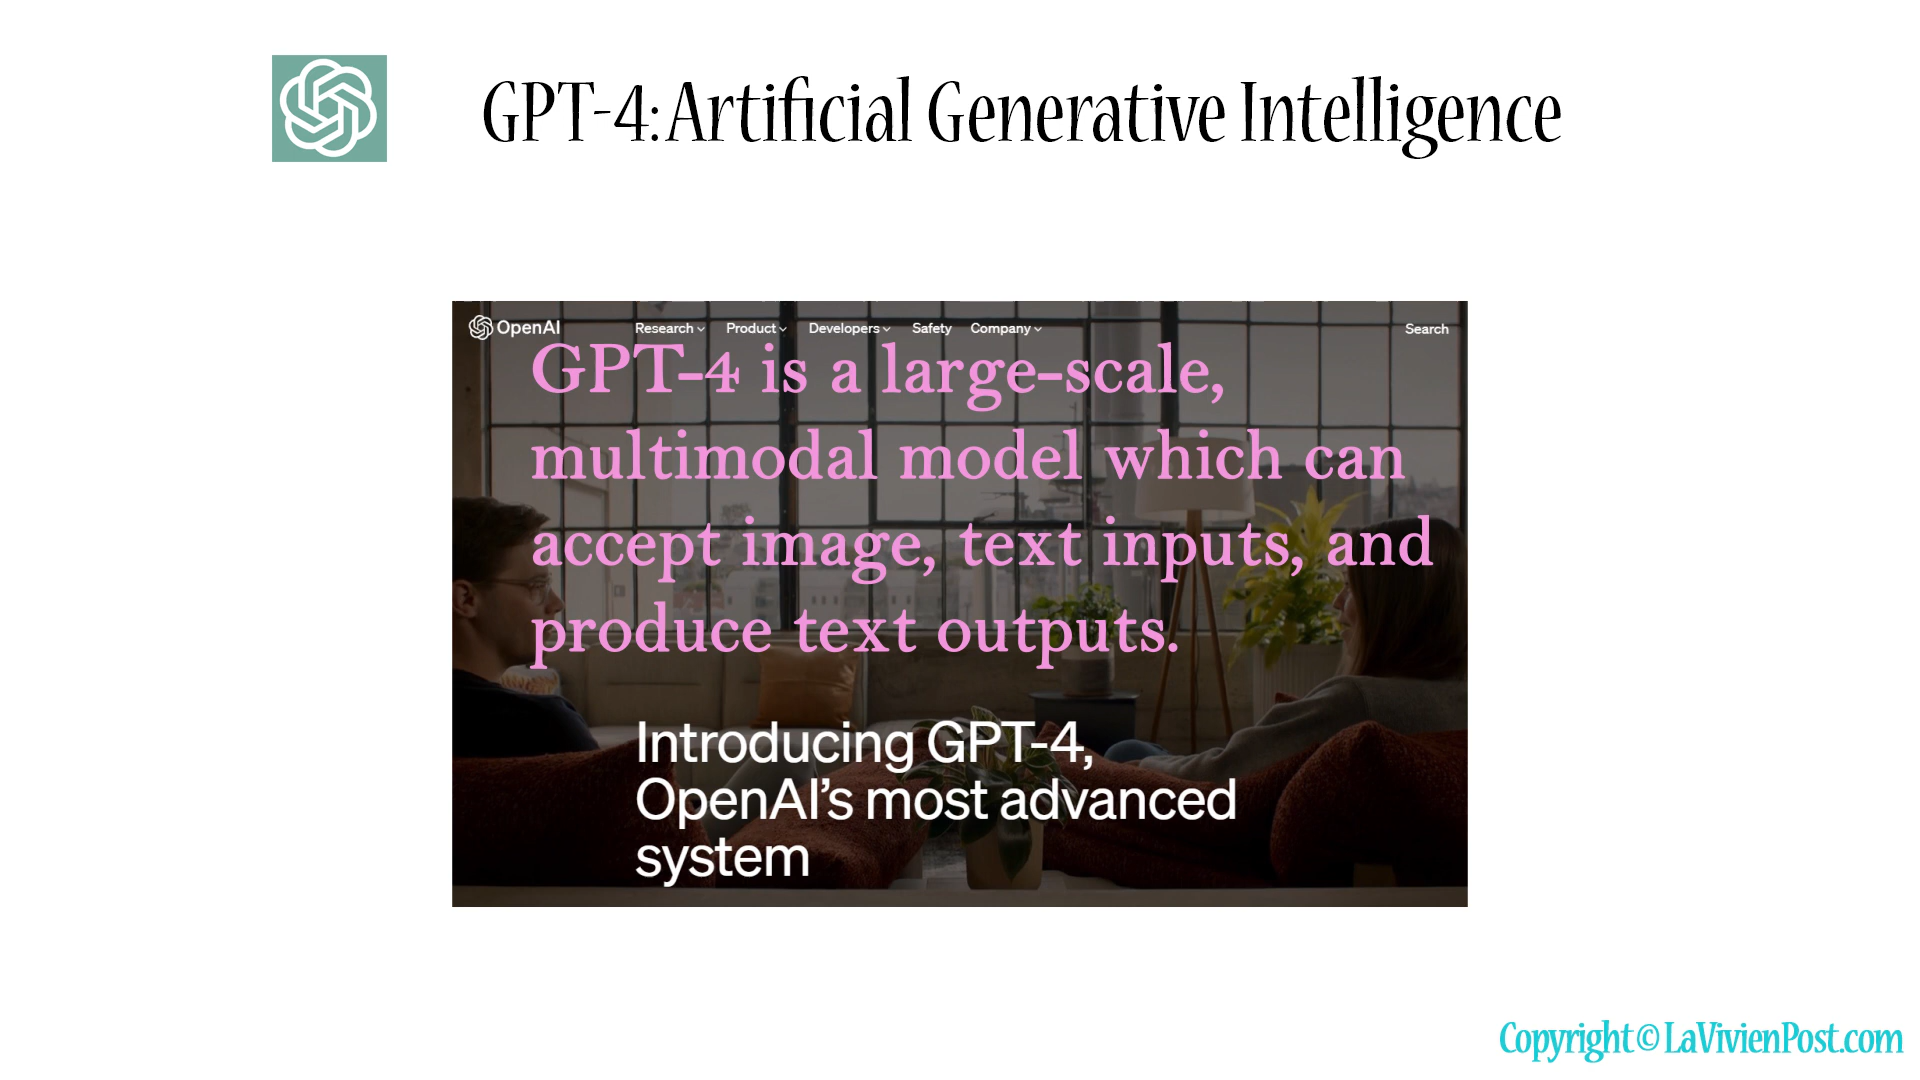 GPT-4: Artificial Generative Intelligence
OpenAI
Research Product Developers Safety Company Search
GPT-4 is a large-scale,
multimodal model which can
accept image, text inputs, and
produce text outputs.
Introducing GPT-4,
OpenAI’s most advanced
system
Copyright © LaVivienPost.com